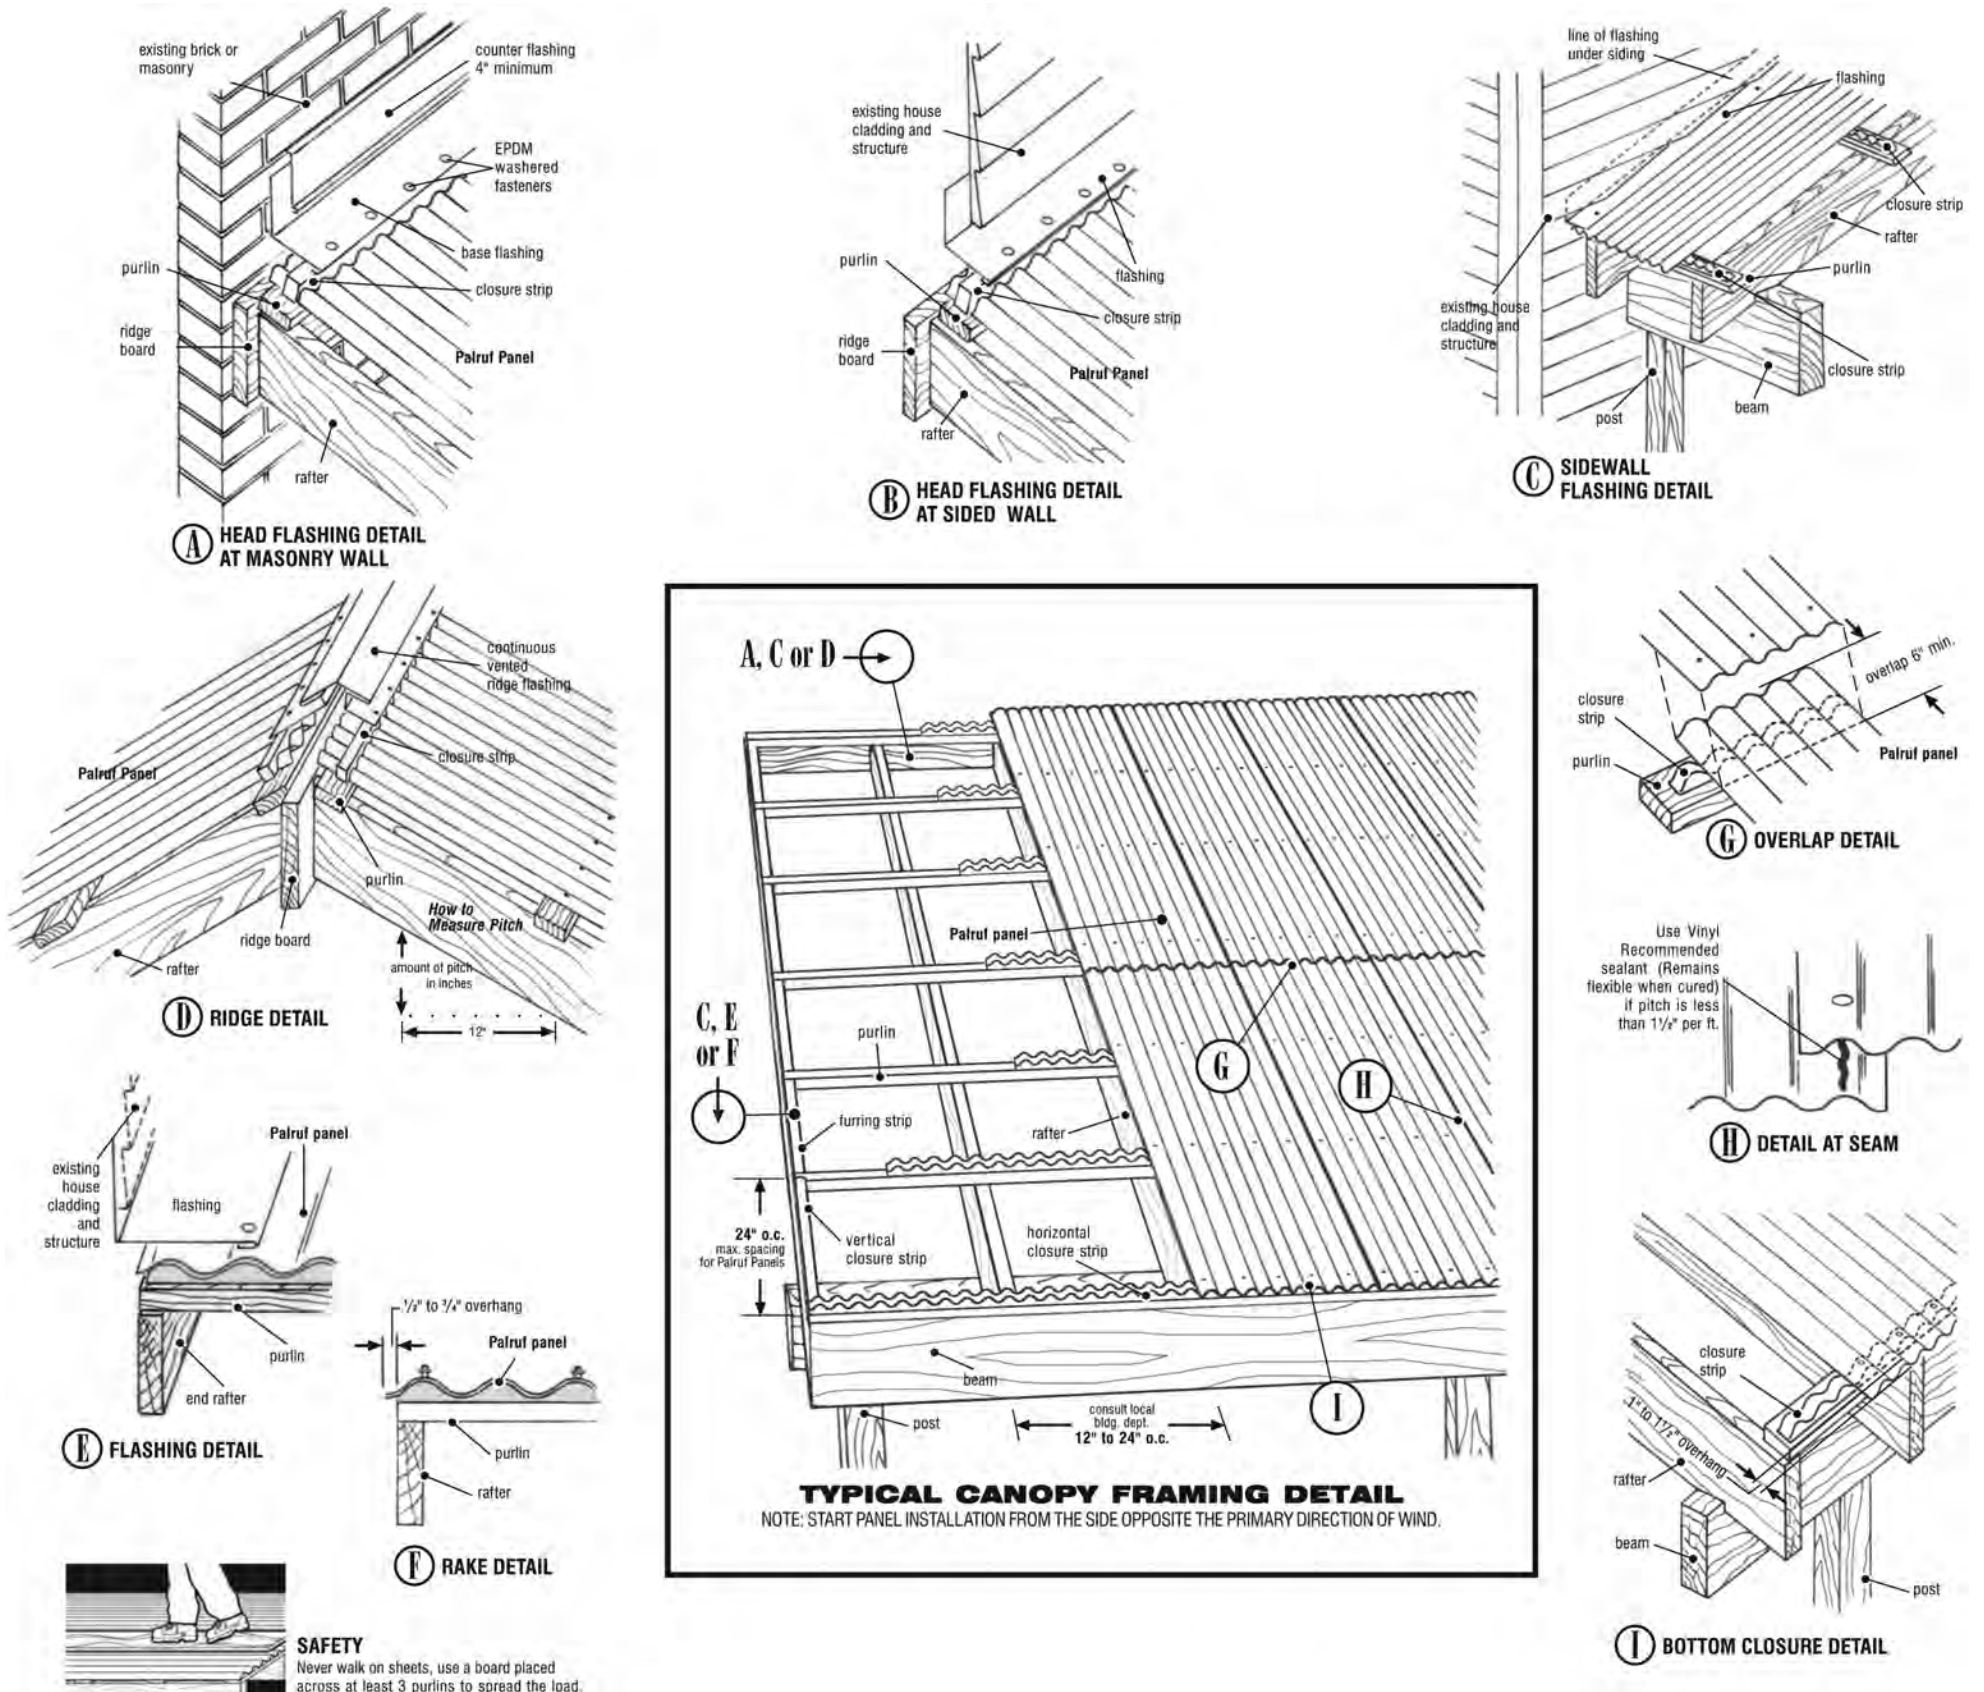 existing brick or
masonry
counter flashing
4" minimum
EPDM
washered
fasteners
base flashing
purlin
closure strip
ridge
board
Palruf Panel
rafter
A HEAD FLASHING DETAIL
AT MASONRY WALL
existing house
cladding and
structure
purlin
flashing
closure strip
ridge
board
Palruf Panel
rafter
B HEAD FLASHING DETAIL
AT SIDED WALL
line of flashing
under siding
flashing
closure strip
rafter
purlin
existing house
cladding and
structure
closure strip
beam
post
C SIDEWALL
FLASHING DETAIL
continuous
vented
ridge flashing
closure strip
Palruf Panel
purlin
How to
Measure Pitch
ridge board
rafter
amount of pitch
in inches
12"
D RIDGE DETAIL
A, C or D
Palruf panel
C, E
or F
purlin
G
H
furring strip
rafter
24" o.c.
max. spacing
for Palruf Panels
vertical
closure strip
horizontal
closure strip
beam
post
consult local
bldg. dept.
12" to 24" o.c.
I
TYPICAL CANOPY FRAMING DETAIL
NOTE: START PANEL INSTALLATION FROM THE SIDE OPPOSITE THE PRIMARY DIRECTION OF WIND.
overlap 6" min.
closure
strip
purlin
Palruf panel
G OVERLAP DETAIL
Use Vinyl
Recommended
sealant (Remains
flexible when cured)
if pitch is less
than 1½" per ft.
H DETAIL AT SEAM
existing
house
cladding
and
structure
Palruf panel
flashing
purlin
end rafter
E FLASHING DETAIL
½" to ¾" overhang
Palruf panel
purlin
rafter
F RAKE DETAIL
closure
strip
1" to 1½" overhang
rafter
beam
post
I BOTTOM CLOSURE DETAIL
SAFETY
Never walk on sheets, use a board placed
across at least 3 purlins to spread the load.